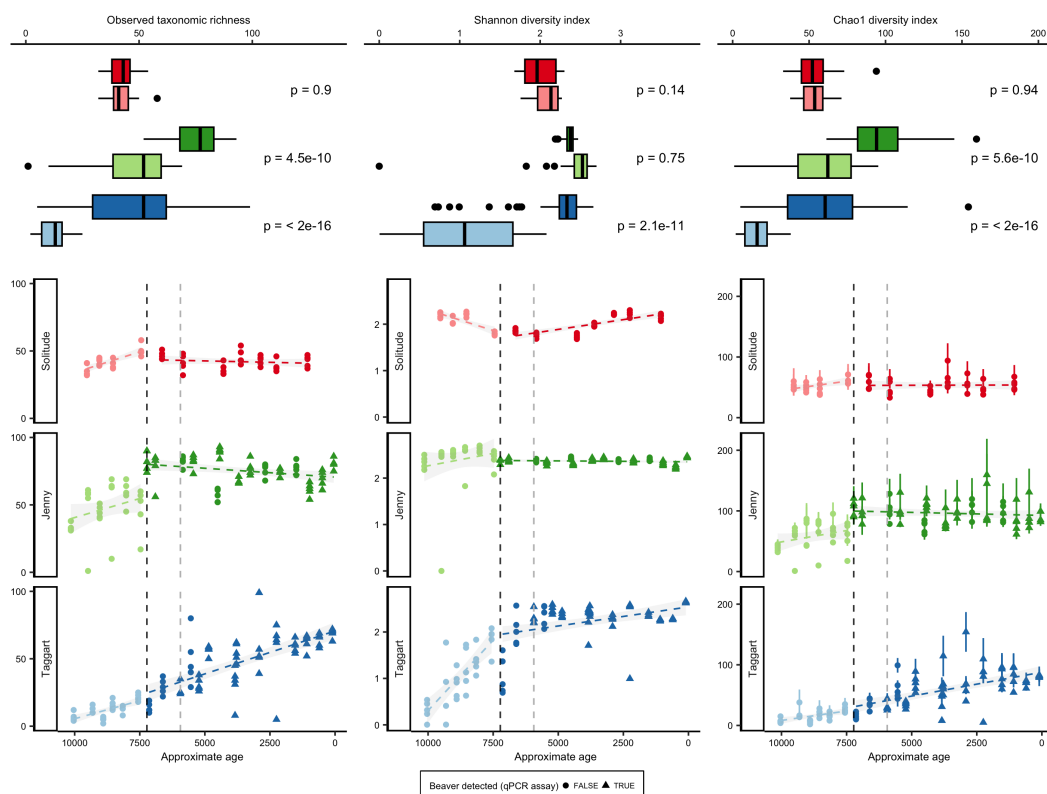 Observed taxonomic richness
Shannon diversity index
Chao1 diversity index
0 50 100
1 2 3
0 50 100 150 200
p = 0.9
p = 0.14
p = 0.94
p = 4.5e-10
p = 0.75
p = 5.6e-10
p = < 2e-16
p = 2.1e-11
p = < 2e-16
Solitude
100
50
0
Solitude
2
1
0
Solitude
200
100
0
Jenny
100
50
0
Jenny
2
1
0
Jenny
200
100
0
Taggart
100
50
0
Taggart
2
1
0
Taggart
200
100
0
10000 7500 5000 2500 0
10000 7500 5000 2500 0
10000 7500 5000 2500 0
Approximate age
Approximate age
Approximate age
Beaver detected (qPCR assay) FALSE TRUE